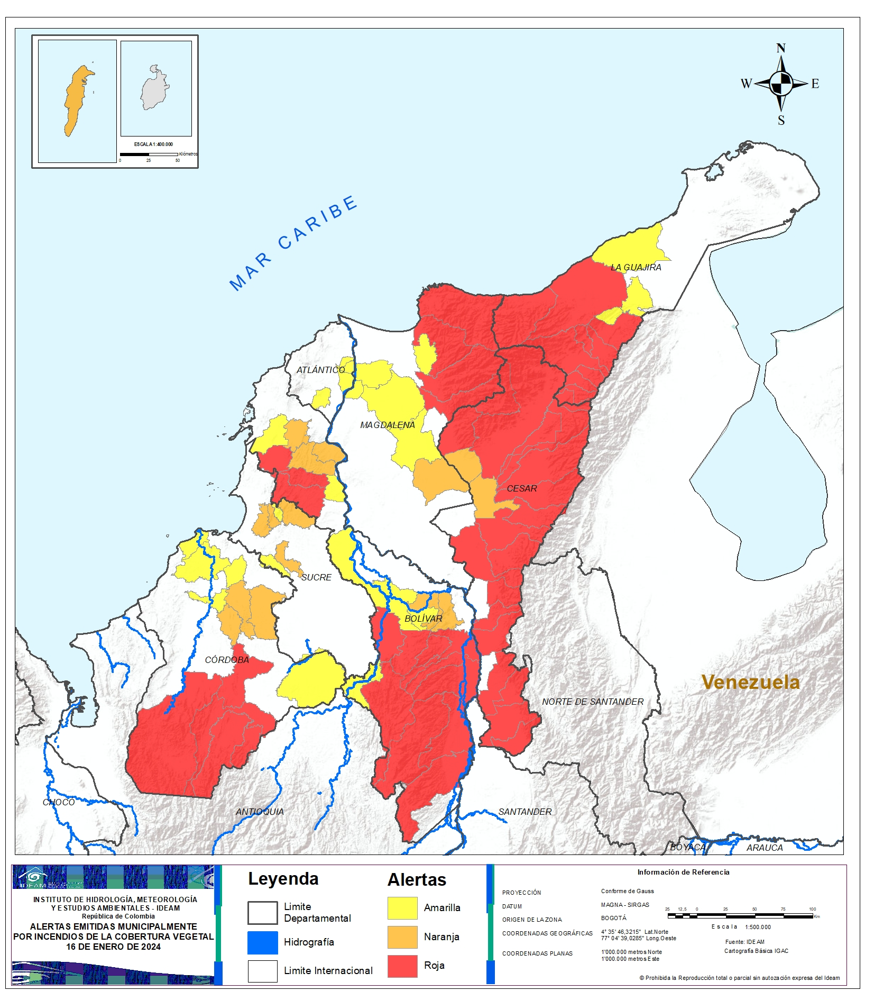 ESCALA 1:400.000
Kilómetros
0 25 50
N
W E
S
MAR CARIBE
LA GUAJIRA
ATLÁNTICO
MAGDALENA
CESAR
SUCRE
BOLÍVAR
CÓRDOBA
Venezuela
NORTE DE SANTANDER
CHOCÓ
ANTIOQUIA
SANTANDER
BOYACÁ
ARAUCA
IDEAM
INSTITUTO DE HIDROLOGÍA, METEOROLOGÍA
Y ESTUDIOS AMBIENTALES - IDEAM
República de Colombia
ALERTAS EMITIDAS MUNICIPALMENTE
POR INCENDIOS DE LA COBERTURA VEGETAL
16 DE ENERO DE 2024
Leyenda
Limite
Departamental
Hidrografía
Limite Internacional
Alertas
Amarilla
Naranja
Roja
Información de Referencia
PROYECCIÓN Conforme de Gauss
DATUM MAGNA - SIRGAS
ORIGEN DE LA ZONA BOGOTÁ
COORDENADAS GEOGRÁFICAS 4° 35' 46,3215" Lat.Norte
77° 04' 39,0285" Long.Oeste
COORDENADAS PLANAS 1'000.000 metros Norte
1'000.000 metros Este
25 12,5 0 25 50 75 100
Km
Escala 1:500.000
Fuente: IDEAM
Cartografía Básica IGAC
© Prohibida la Reproducción total o parcial sin autozación expresa del Ideam